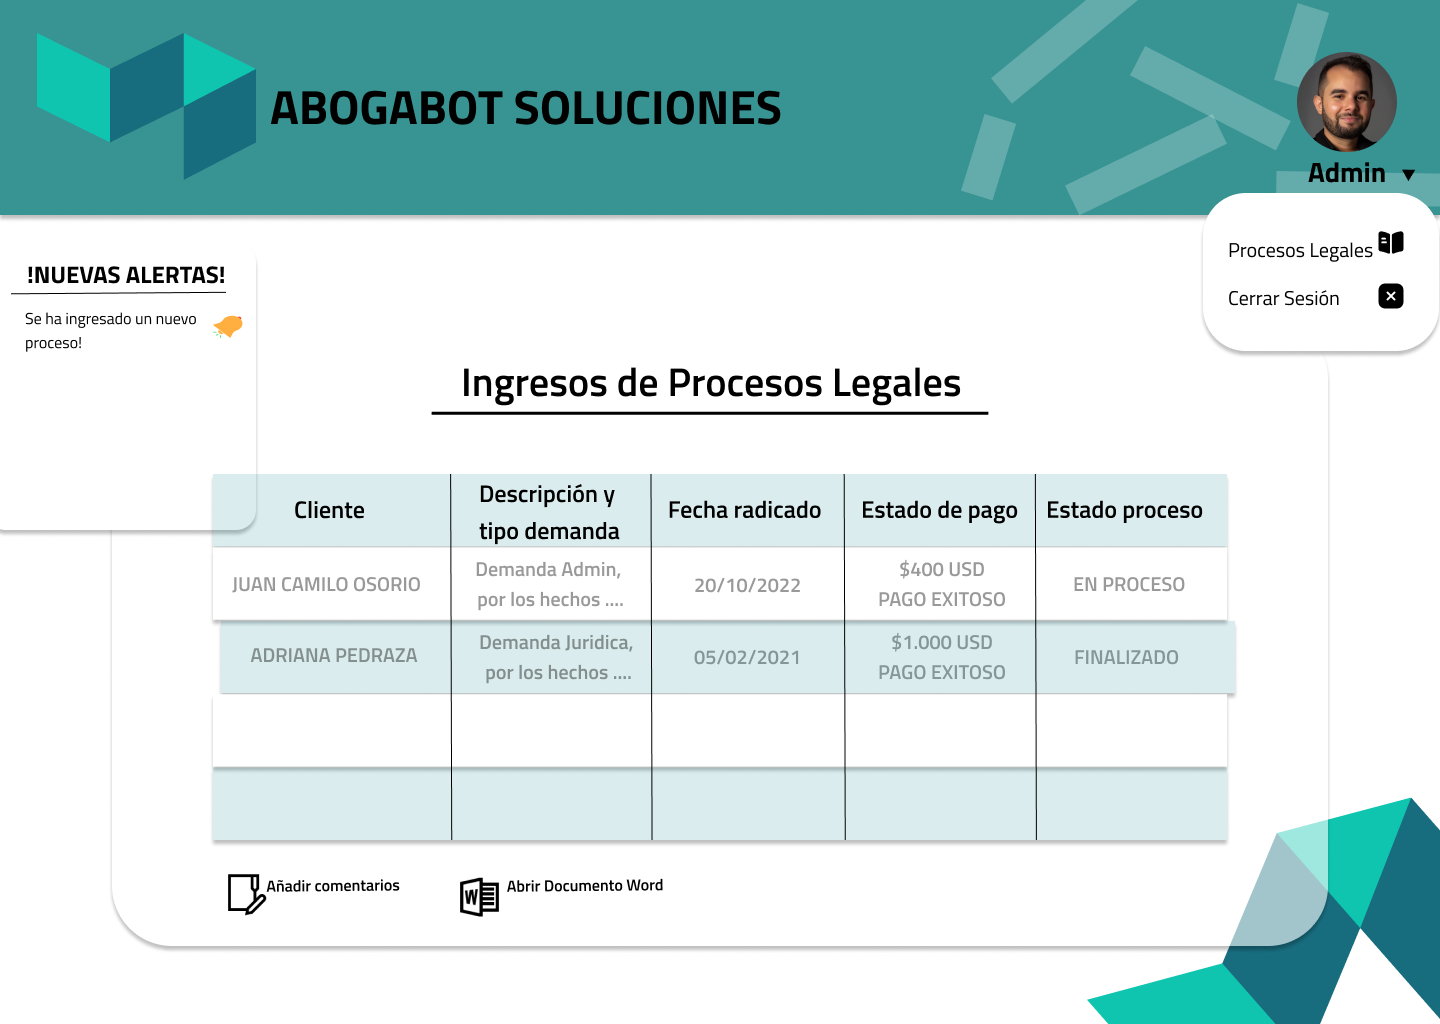 ABOGABOT SOLUCIONES
Admin
Procesos Legales
Cerrar Sesión
!NUEVAS ALERTAS!
Se ha ingresado un nuevo
proceso!
Ingresos de Procesos Legales
Cliente
Descripción y
tipo demanda
Fecha radicado
Estado de pago
Estado proceso
JUAN CAMILO OSORIO
Demanda Admin,
por los hechos ....
20/10/2022
$400 USD
PAGO EXITOSO
EN PROCESO
ADRIANA PEDRAZA
Demanda Juridica,
por los hechos ....
05/02/2021
$1.000 USD
PAGO EXITOSO
FINALIZADO
Añadir comentarios
W
Abrir Documento Word